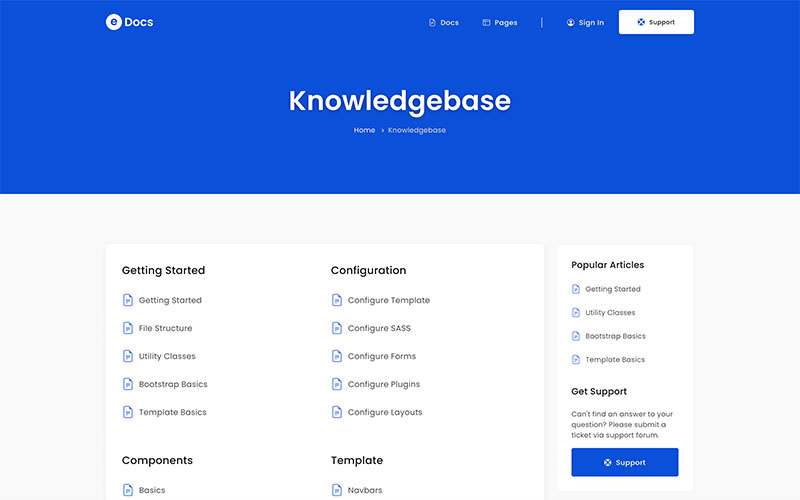 e Docs
Docs
Pages
Sign In
Support
Knowledgebase
Home › Knowledgebase
Getting Started
Getting Started
File Structure
Utility Classes
Bootstrap Basics
Template Basics
Configuration
Configure Template
Configure SASS
Configure Forms
Configure Plugins
Configure Layouts
Components
Basics
Template
Navbars
Popular Articles
Getting Started
Utility Classes
Bootstrap Basics
Template Basics
Get Support
Can't find an answer to your
question? Please submit a
ticket via support forum.
Support